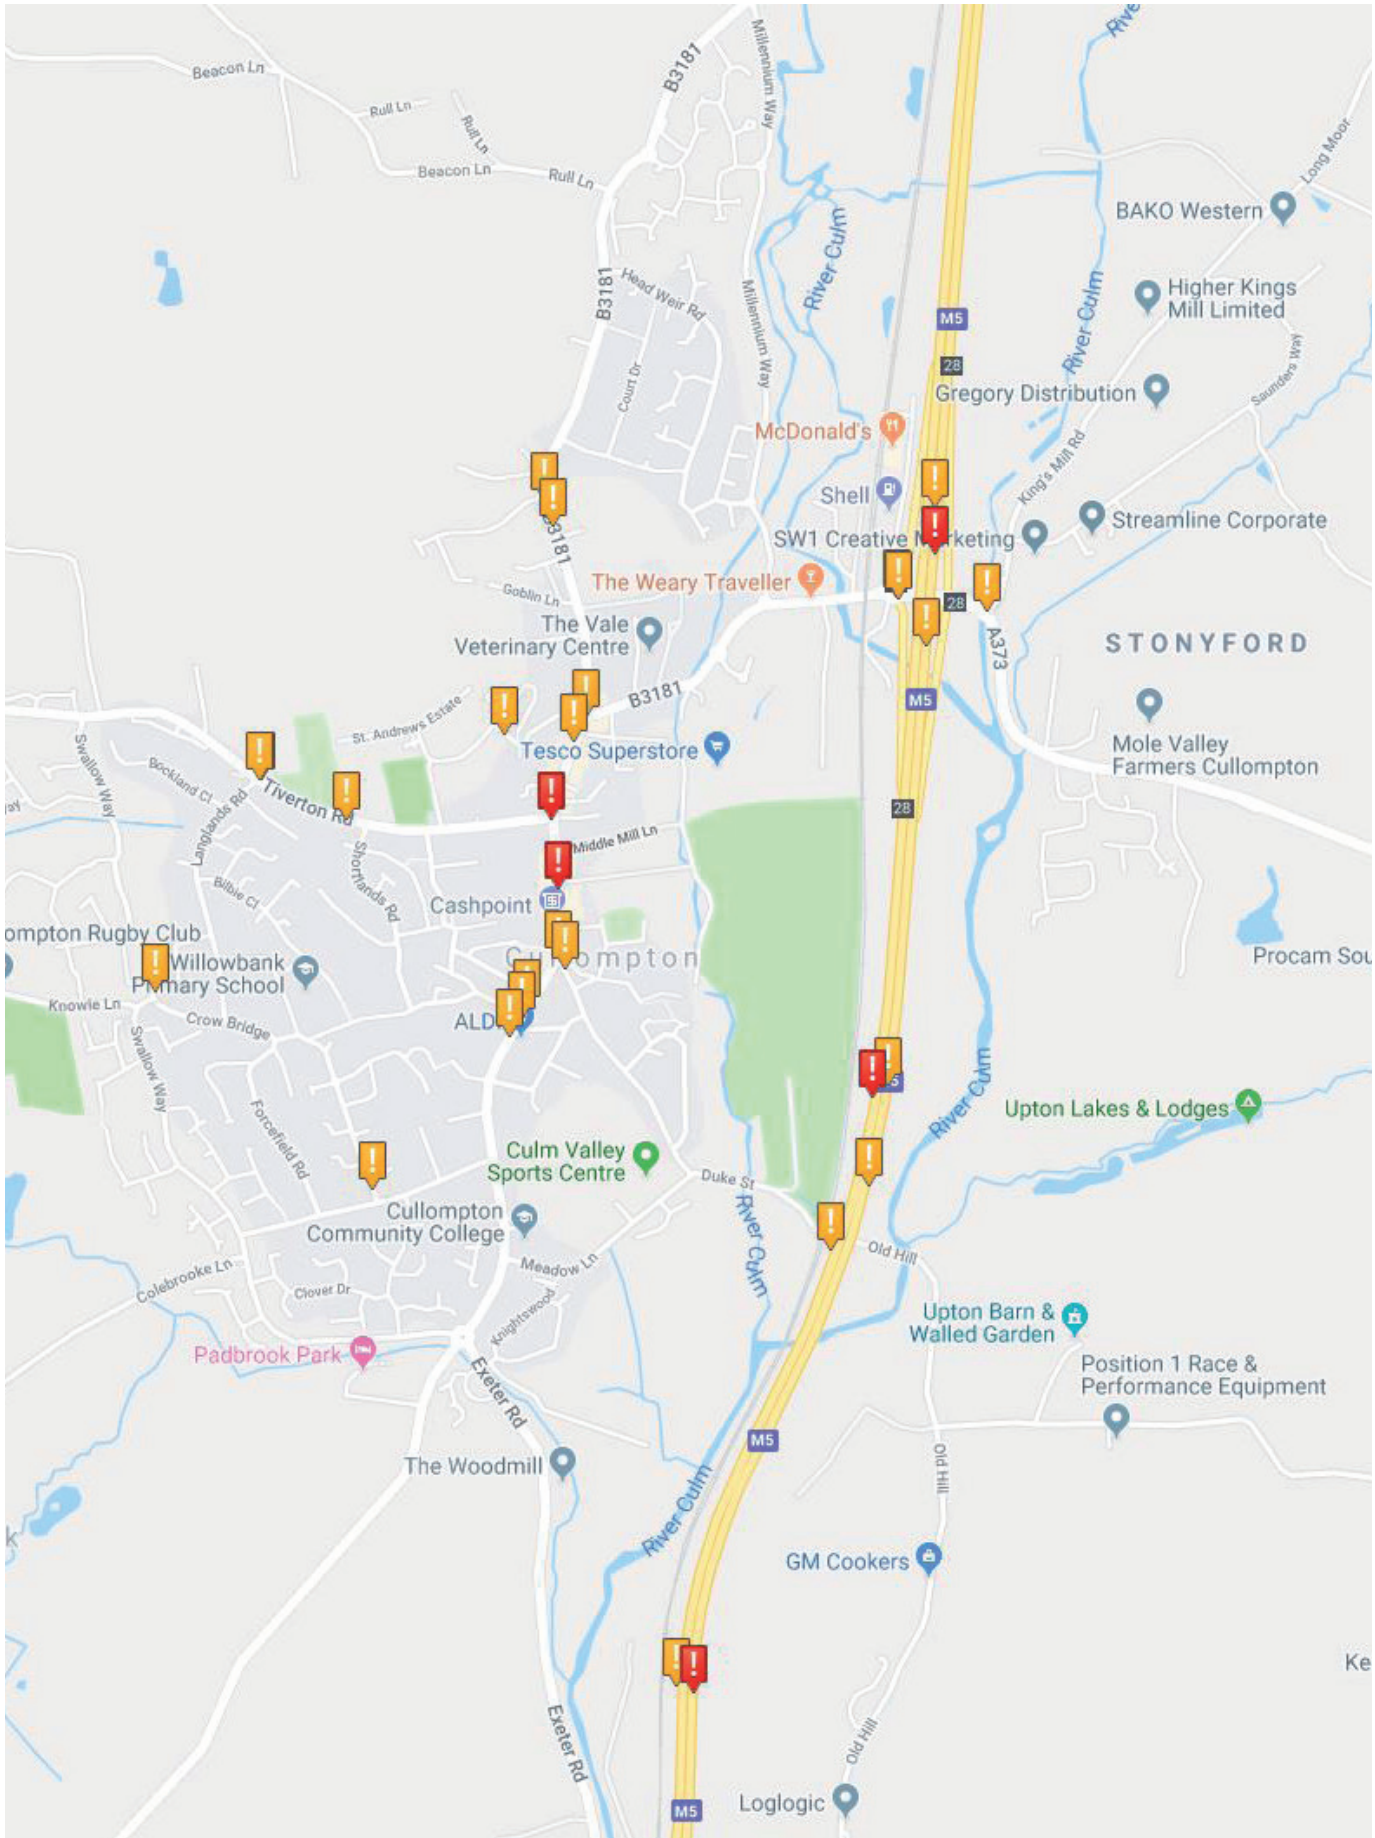 River
B3181
Millennium Way
Beacon Ln
Rull Ln
Rull Ln
Beacon Ln
Rull Ln
Long Moor
BAKO Western
River Culm
B3181
Head Weir Rd
Millennium Way
River Culm
Higher Kings
Mill Limited
M5
28
Saunders Way
Court Dr
Gregory Distribution
McDonald's
King's Mill Rd
Shell
Streamline Corporate
B3181
SW1 Creative
The Weary Traveller
Goblin Ln
28
The Vale
Veterinary Centre
A373
STONYFORD
B3181
M5
St. Andrews Estate
Tesco Superstore
Mole Valley
Farmers Cullompton
Swallow Way
Bockland Cl
Tiverton Rd
Langlands Rd
28
Middle Mill Ln
Shortlands Rd
Bilbie Cl
Cashpoint
ompton Rugby Club
Cullompton
Procam Sou
Willowbank
Primary School
Knowle Ln
Crow Bridge
ALD
Swallow Way
River Culm
Forcefield Rd
Upton Lakes & Lodges
Culm Valley
Sports Centre
Duke St
Cullompton
Community College
River Culm
Old Hill
Meadow Ln
Colebrooke Ln
Clover Dr
Knightswood
Upton Barn &
Walled Garden
Padbrook Park
Position 1 Race &
Performance Equipment
Exeter Rd
M5
The Woodmill
Old Hill
River Culm
k
GM Cookers
Ke
Exeter Rd
Old Hill
M5
Loglogic